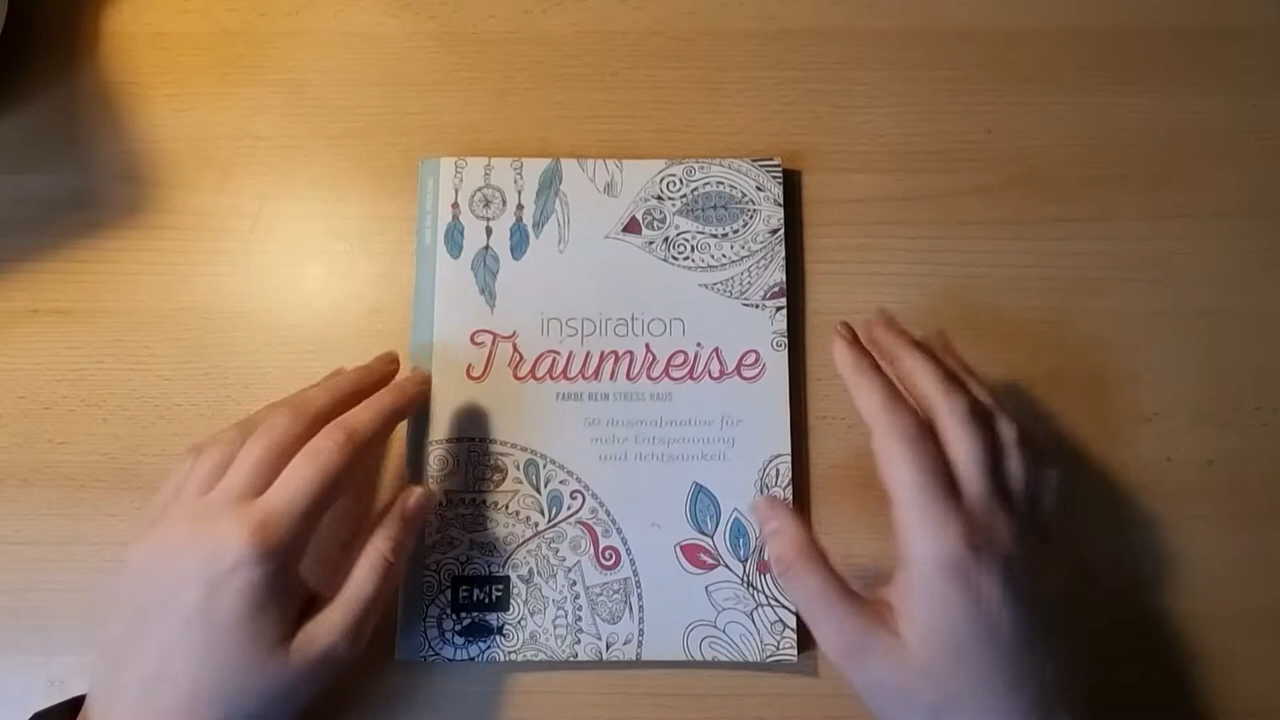 inspiration
Traumreise
FARBE REIN STRESS RAUS
50 Ausmalmotive für
mehr Entspannung
und Achtsamkeit
EMF